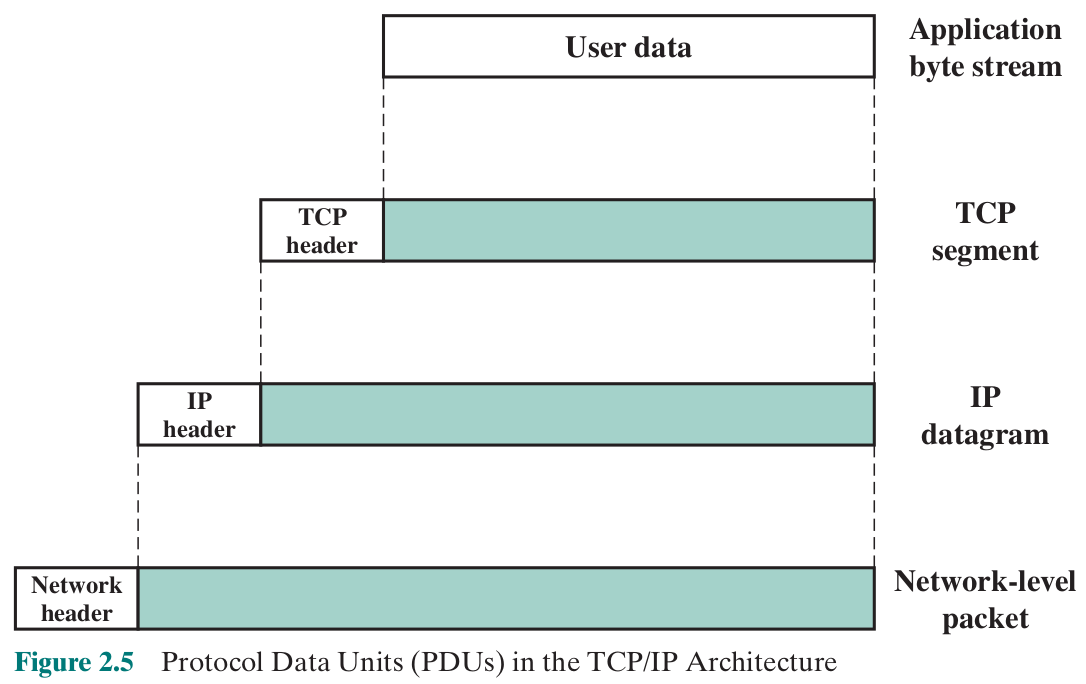 User data
Application
byte stream
TCP
header
TCP
segment
IP
header
IP
datagram
Network
header
Network-level
packet
Figure 2.5 Protocol Data Units (PDUs) in the TCP/IP Architecture